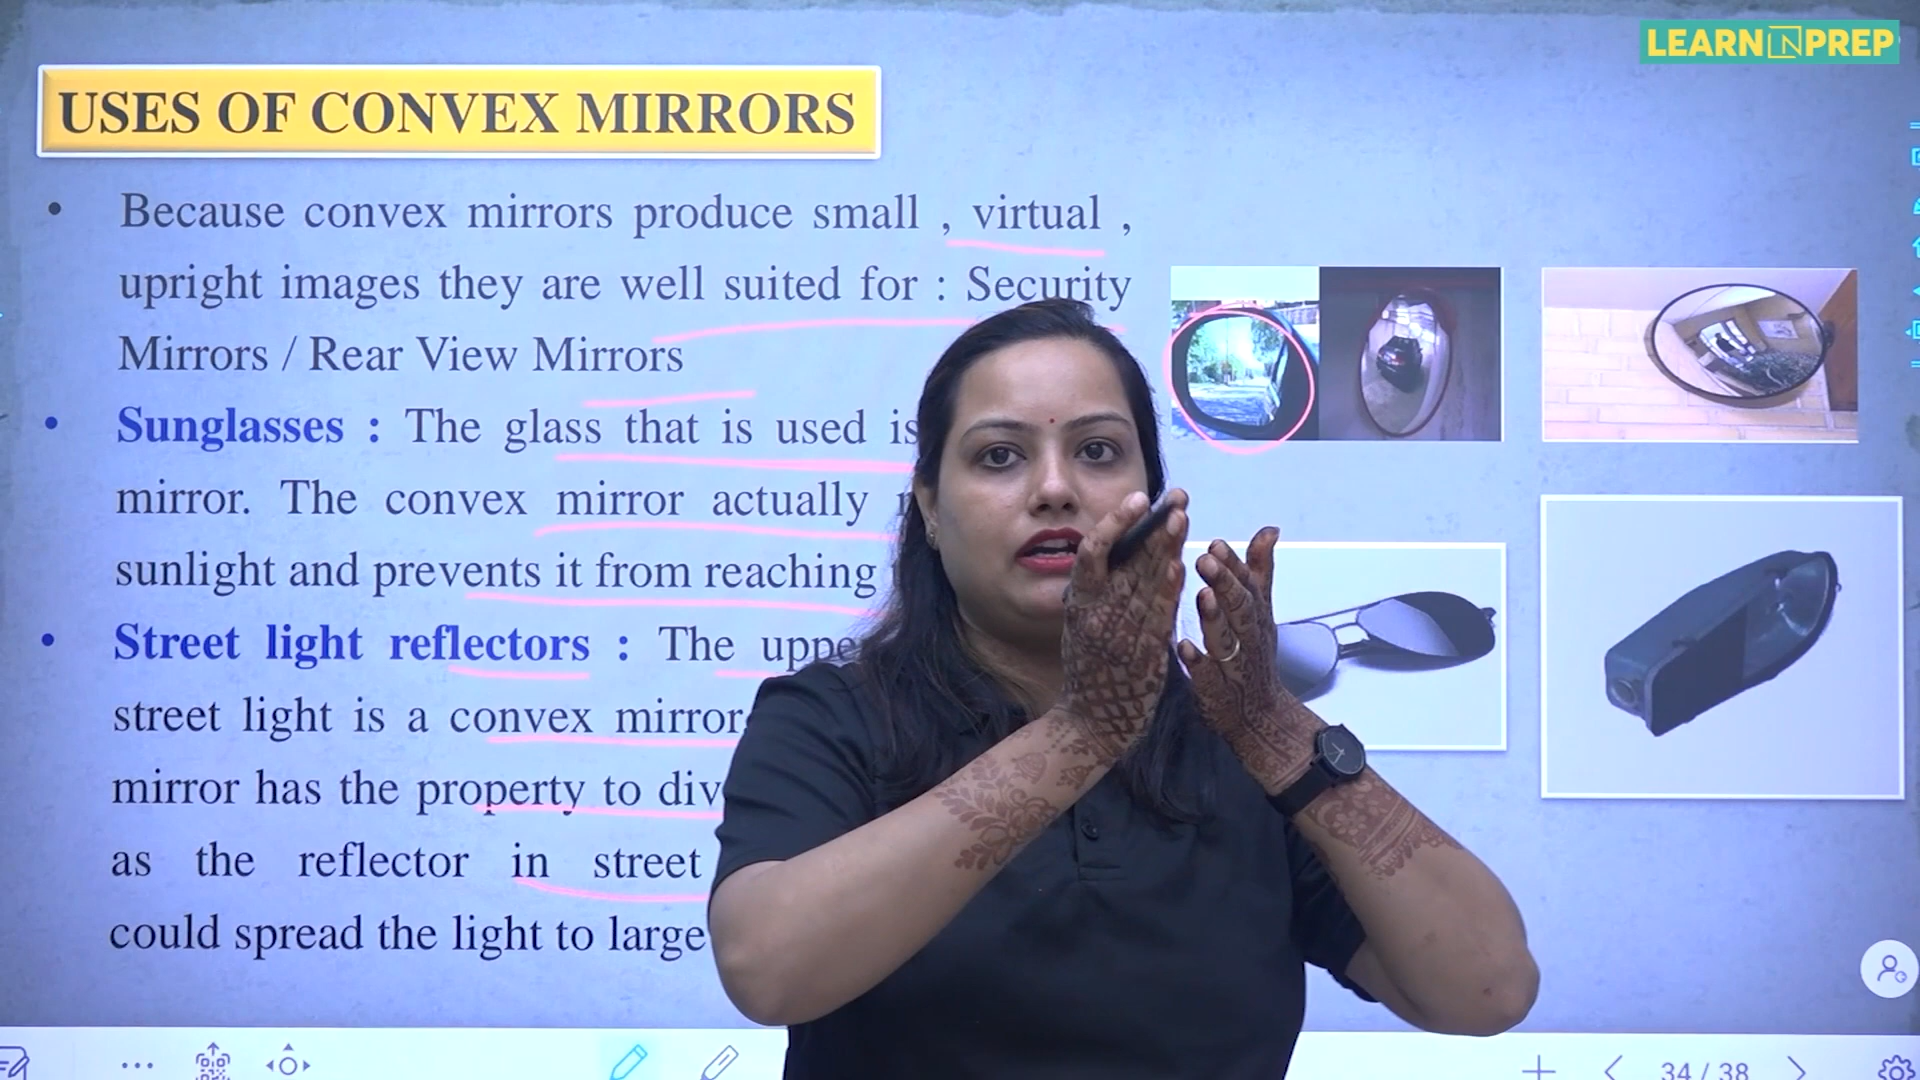 LEARN IN PREP
USES OF CONVEX MIRRORS
• Because convex mirrors produce small , virtual ,
upright images they are well suited for : Security
Mirrors / Rear View Mirrors
• Sunglasses : The glass that is used is
mirror. The convex mirror actually
sunlight and prevents it from reaching
• Street light reflectors : The
street light is a convex mirror
mirror has the property to
as the reflector in street
could spread the light to large
34 / 38